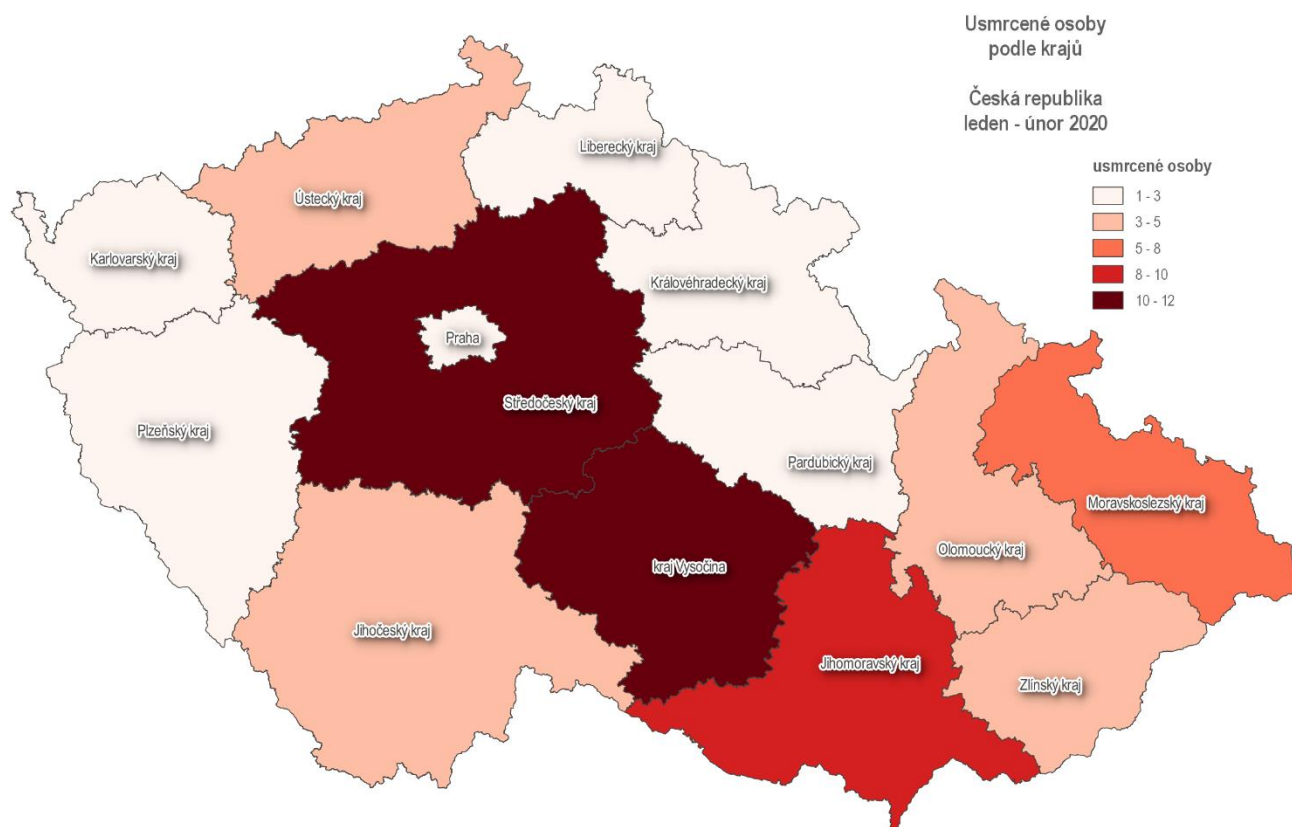 Usmrcené osoby
podle krajů
Česká republika
leden - únor 2020
usmrcené osoby
1 - 3
3 - 5
5 - 8
8 - 10
10 - 12
Liberecký kraj
Ústecký kraj
Karlovarský kraj
Královéhradecký kraj
Praha
Středočeský kraj
Plzeňský kraj
Pardubický kraj
Moravskoslezský kraj
Olomoucký kraj
kraj Vysočina
Jihočeský kraj
Jihomoravský kraj
Zlínský kraj